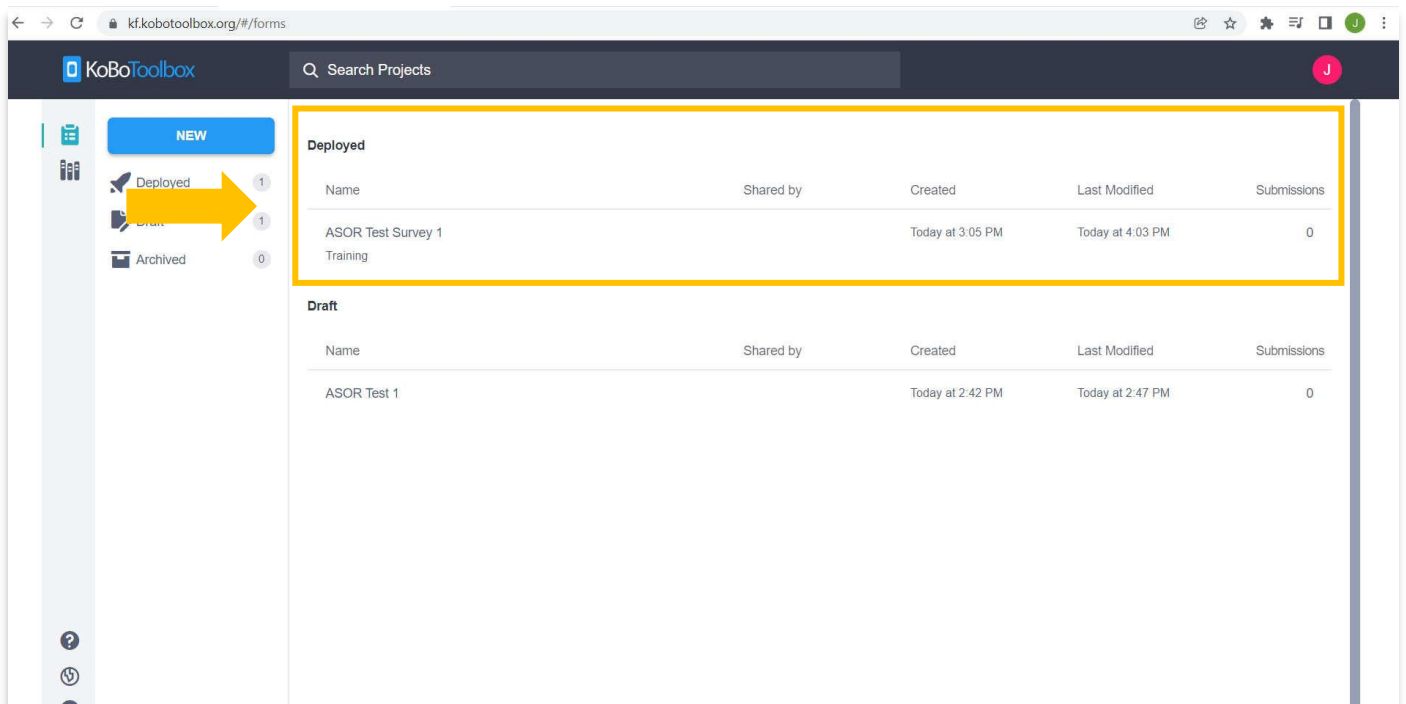 kf.kobotoolbox.org/#/forms
J
KoBoToolbox
Search Projects
J
NEW
Deployed 1
Draft 1
Archived 0
Deployed
Name Shared by Created Last Modified Submissions
ASOR Test Survey 1 Today at 3:05 PM Today at 4:03 PM 0
Training
Draft
Name Shared by Created Last Modified Submissions
ASOR Test 1 Today at 2:42 PM Today at 2:47 PM 0